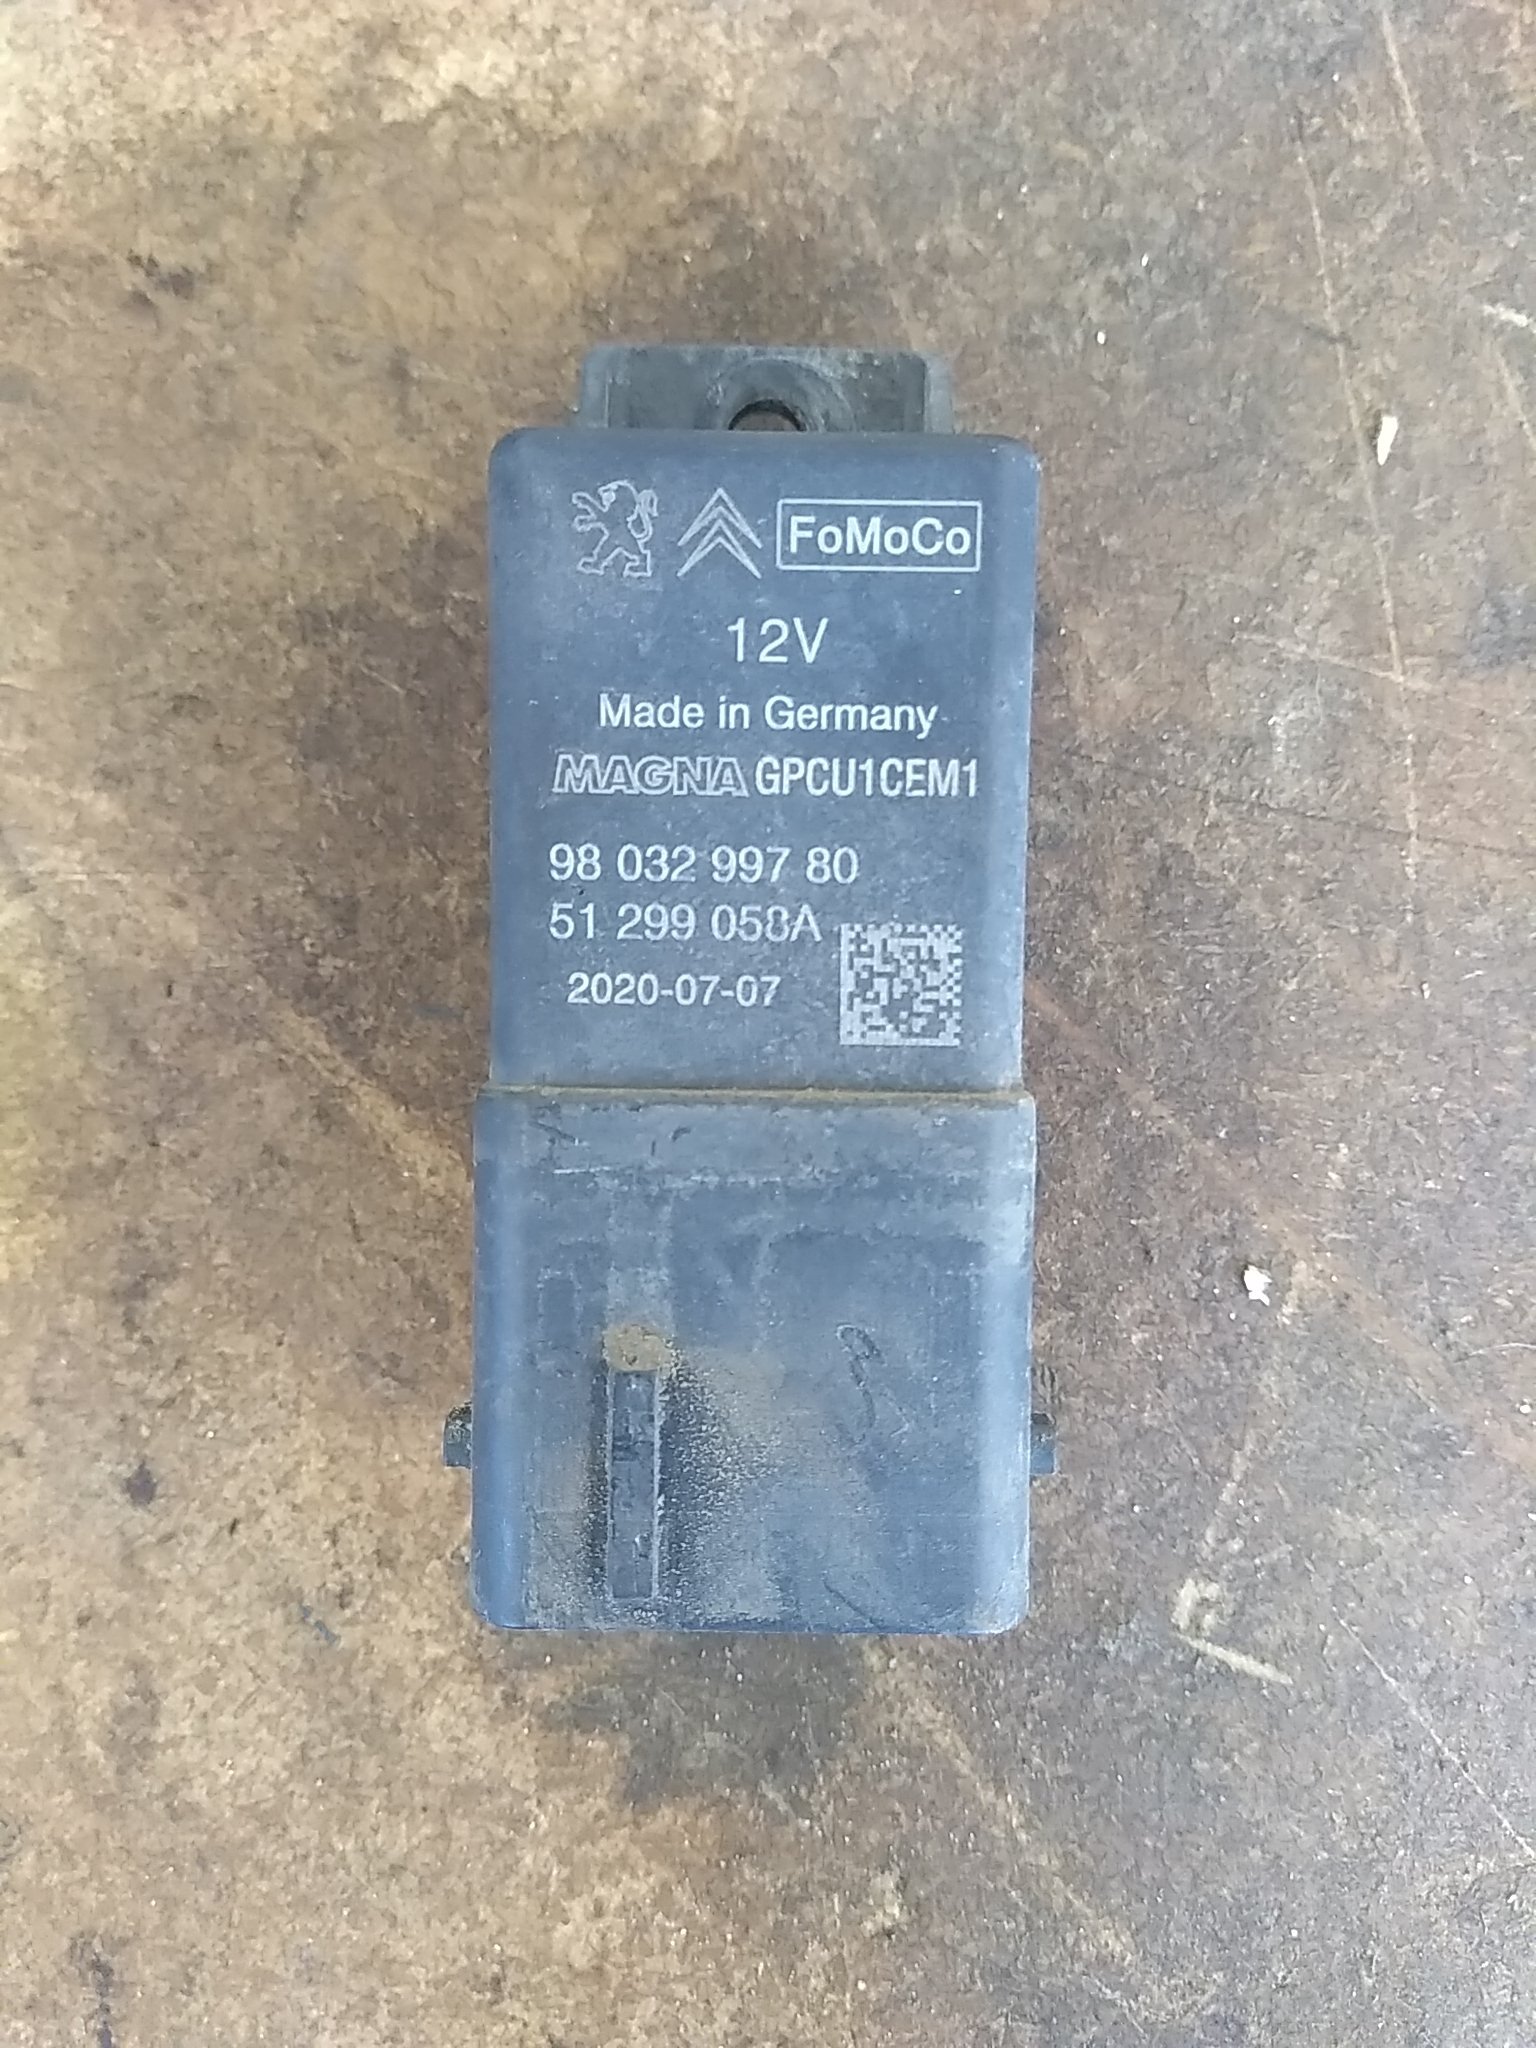 FoMoCo
12V
Made in Germany
MAGNA GPCU1CEM1
98 032 997 80
51 299 058A
2020-07-07